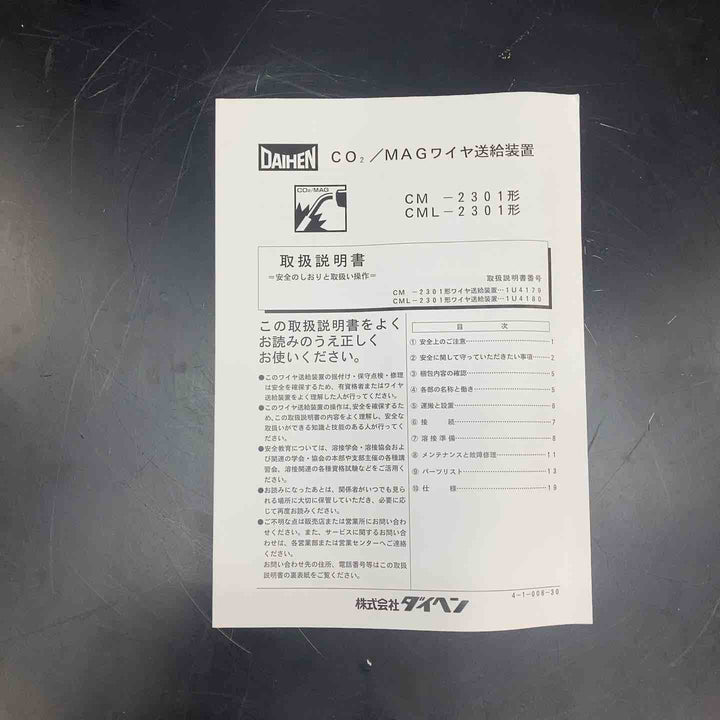 DAIHEN CO₂／MAGワイヤ送給装置
CO₂/MAG
CM －2301形
CML－2301形
取扱説明書
＝安全のしおりと取扱い操作＝
取扱説明書番号
CM －2301形ワイヤ送給装置…1U4179
CML－2301形ワイヤ送給装置…1U4180
この取扱説明書をよく
お読みのうえ正しく
お使いください。
●このワイヤ送給装置の据付け・保守点検・修理
は安全を確保するため、有資格者またはワイヤ
送給装置をよく理解した人が行ってください。
●このワイヤ送給装置の操作は、安全を確保するた
め、この取扱説明書の内容をよく理解し、安全な
取扱いができる知識と技能のある人が行ってく
ださい。
●安全教育については、溶接学会・溶接協会およ
び関連の学会・協会の本部や支部主催の各種講
習会、溶接関連の各種資格試験などをご活用く
ださい。
●お読みになったあとは、関係者がいつでも見ら
れる場所に大切に保管していただき、必要に応
じて再度お読みください。
●ご不明な点は販売店または営業所にお問い合わ
せください。また、サービスに関するお問い合
わせは、各営業部または営業センターへご連絡
ください。
お問い合わせ先の住所、電話番号等はこの取扱
説明書の裏表紙をご覧ください。
目 次
① 安全上のご注意…1
② 安全に関して守っていただきたい事項…2
③ 梱包内容の確認…5
④ 各部の名称と働き…5
⑤ 運搬と設置…6
⑥ 接 続…7
⑦ 溶接準備…8
⑧ メンテナンスと故障修理…11
⑨ パーツリスト…13
⑩ 仕 様…19
株式会社ダイヘン
4-1-008-30